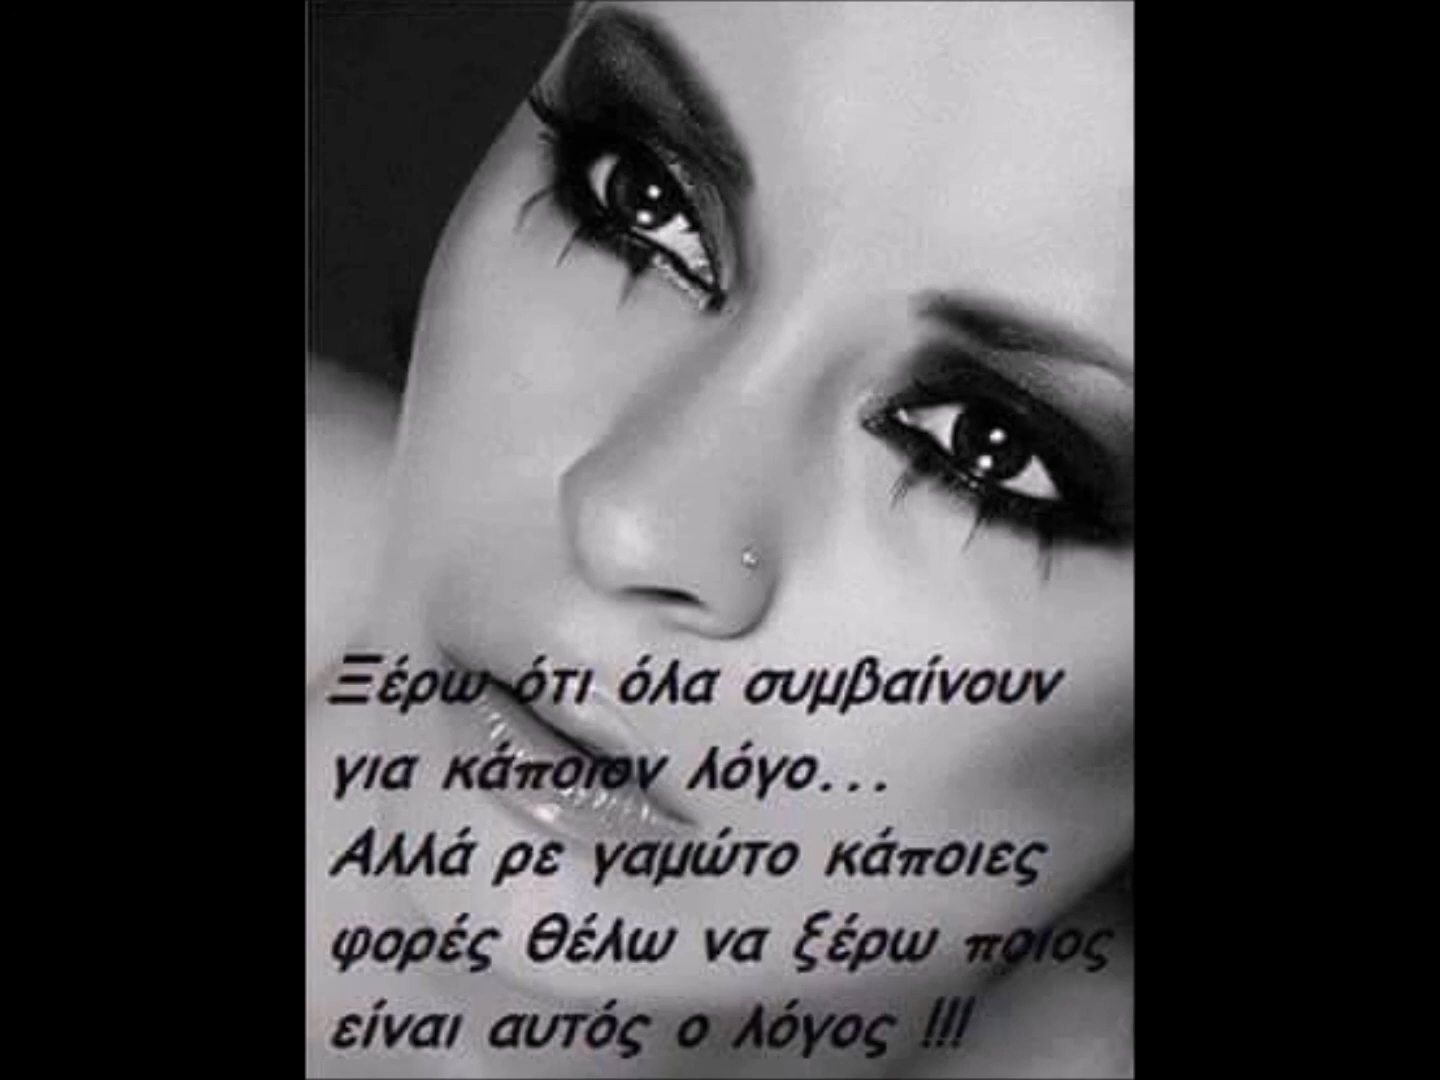 Ξέρω ότι όλα συμβαίνουν
για κάποιον λόγο...
Αλλά ρε γαμώτο κάποιες
φορές θέλω να ξέρω ποιος
είναι αυτός ο λόγος !!!